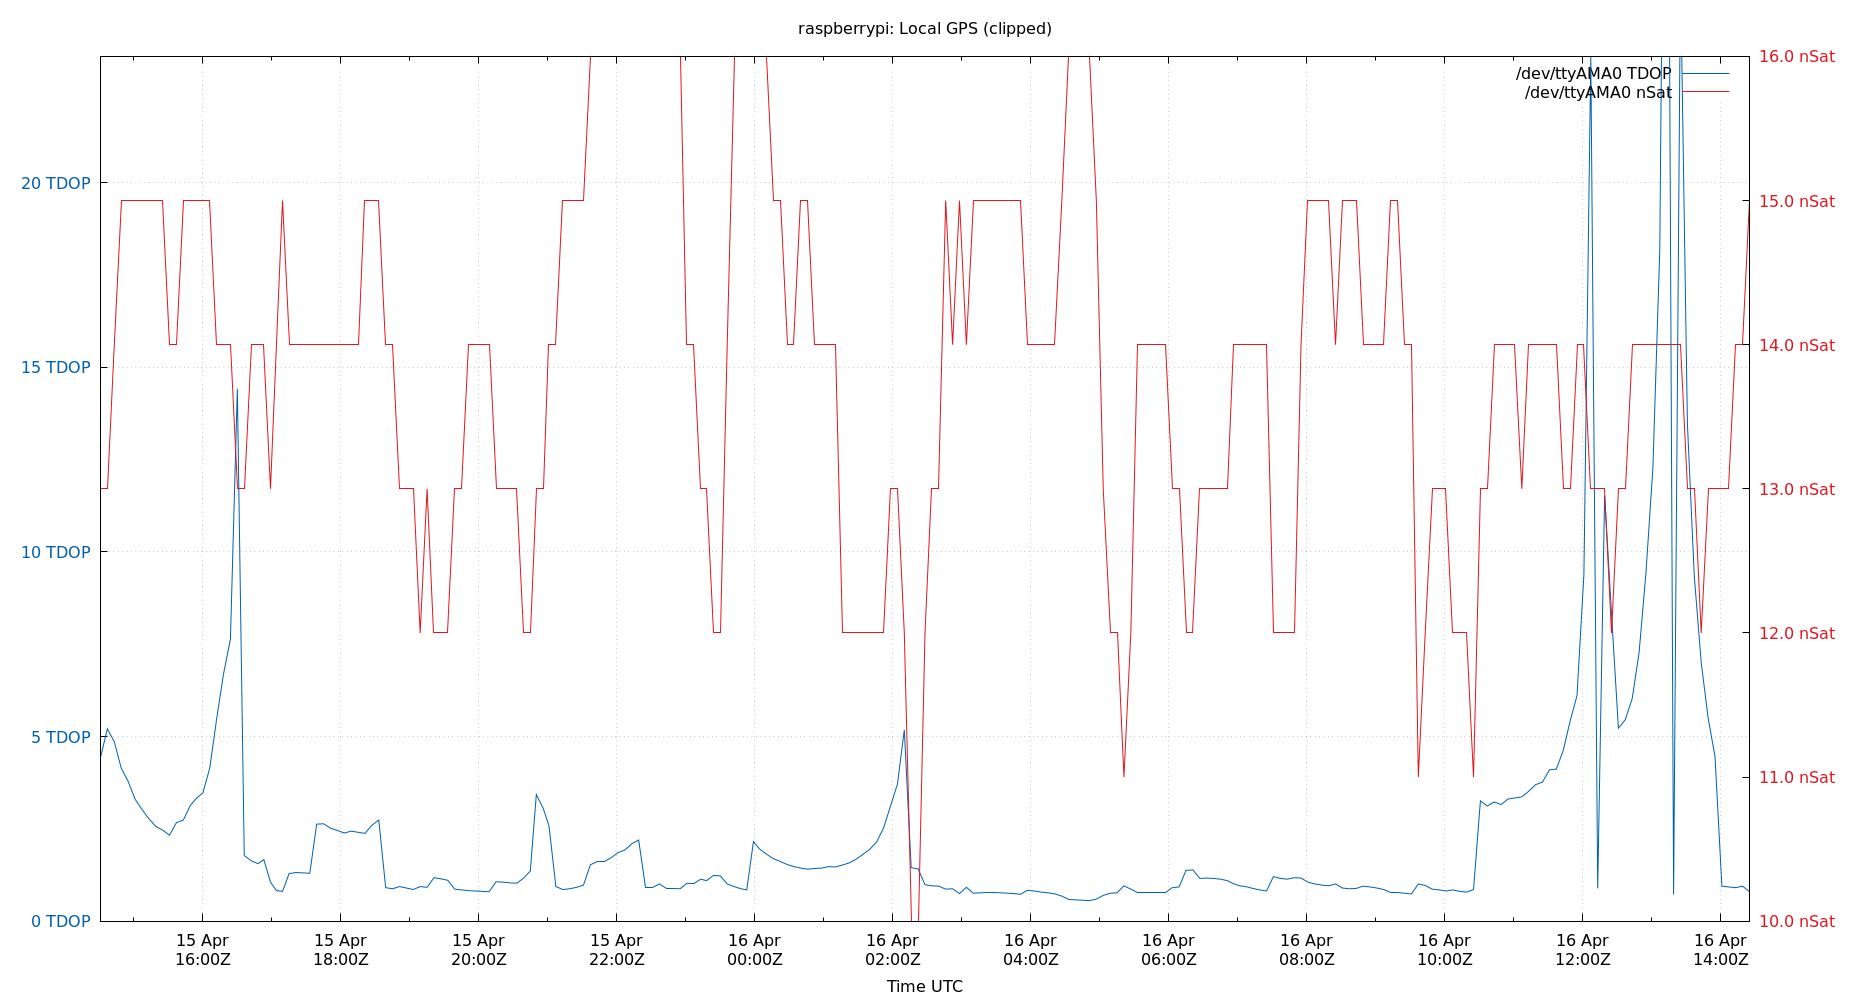 raspberrypi: Local GPS (clipped)
16.0 nSat
/dev/ttyAMA0 TDOP
/dev/ttyAMA0 nSat
20 TDOP
15.0 nSat
15 TDOP
14.0 nSat
13.0 nSat
10 TDOP
12.0 nSat
5 TDOP
11.0 nSat
0 TDOP
10.0 nSat
15 Apr 15 Apr 15 Apr 15 Apr 16 Apr 16 Apr 16 Apr 16 Apr 16 Apr 16 Apr 16 Apr 16 Apr
16:00Z 18:00Z 20:00Z 22:00Z 00:00Z 02:00Z 04:00Z 06:00Z 08:00Z 10:00Z 12:00Z 14:00Z
Time UTC